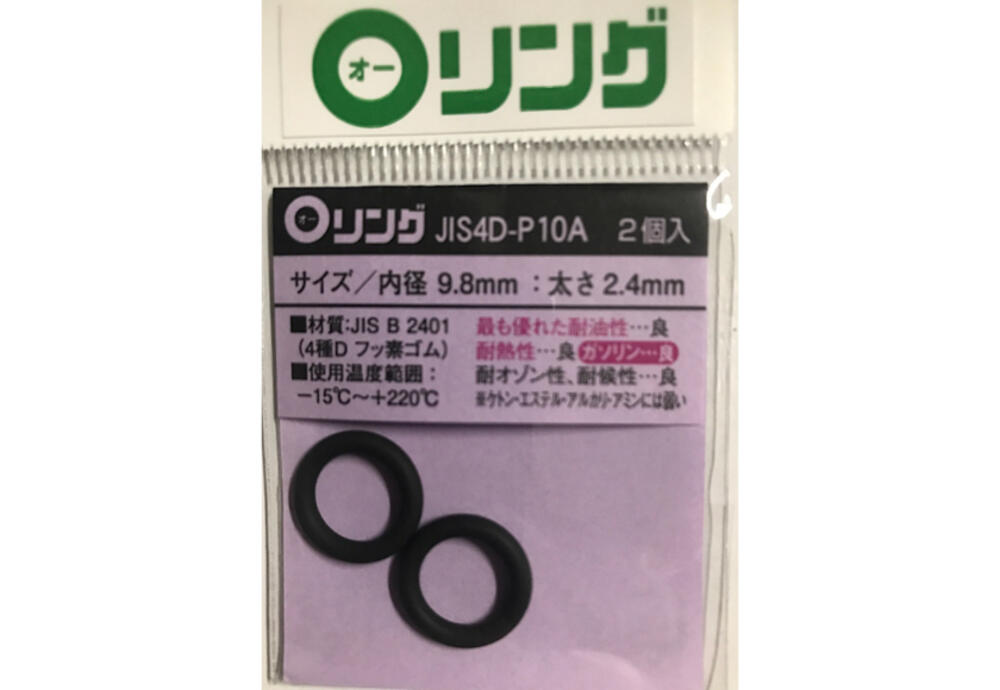 オーリング
オーリング JIS4D-P10A 2個入
サイズ/内径 9.8mm:太さ2.4mm
■材質:JIS B 2401
(4種D フッ素ゴム)
■使用温度範囲:
-15℃~+220℃
最も優れた耐油性…良
耐熱性…良 ガソリン…良
耐オゾン性、耐候性…良
※ケトン・エステル・アルカリ・アミンには弱い